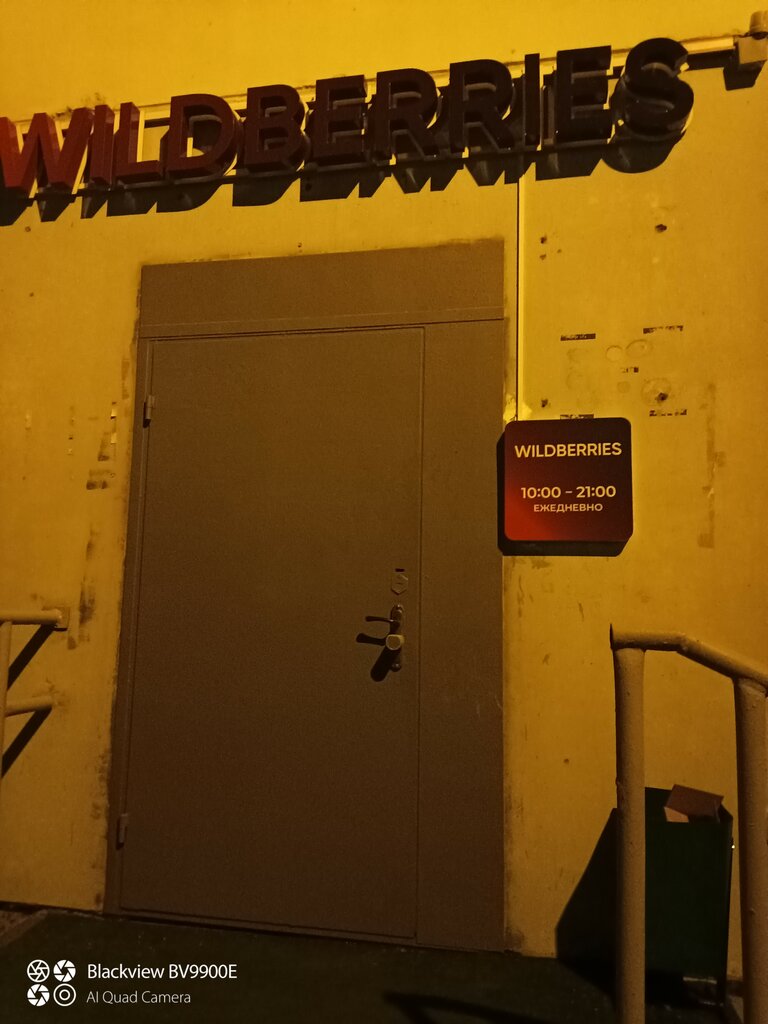 WILDBERRIES
WILDBERRIES
10:00 - 21:00
ЕЖЕДНЕВНО
Blackview BV9900E
AI Quad Camera